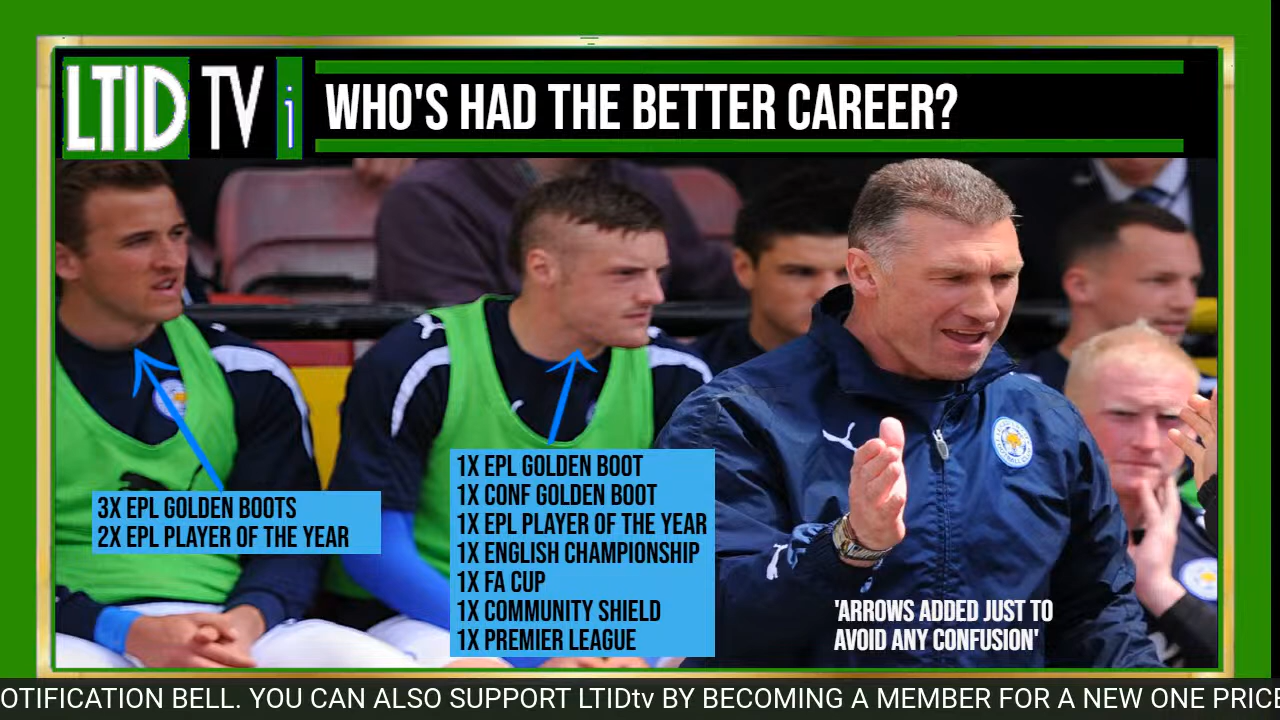 LTID TV i
WHO'S HAD THE BETTER CAREER?
3X EPL GOLDEN BOOTS
2X EPL PLAYER OF THE YEAR
1X EPL GOLDEN BOOT
1X CONF GOLDEN BOOT
1X EPL PLAYER OF THE YEAR
1X ENGLISH CHAMPIONSHIP
1X FA CUP
1X COMMUNITY SHIELD
1X PREMIER LEAGUE
'ARROWS ADDED JUST TO
AVOID ANY CONFUSION'
OTIFICATION BELL. YOU CAN ALSO SUPPORT LTIDtv BY BECOMING A MEMBER FOR A NEW ONE PRICE